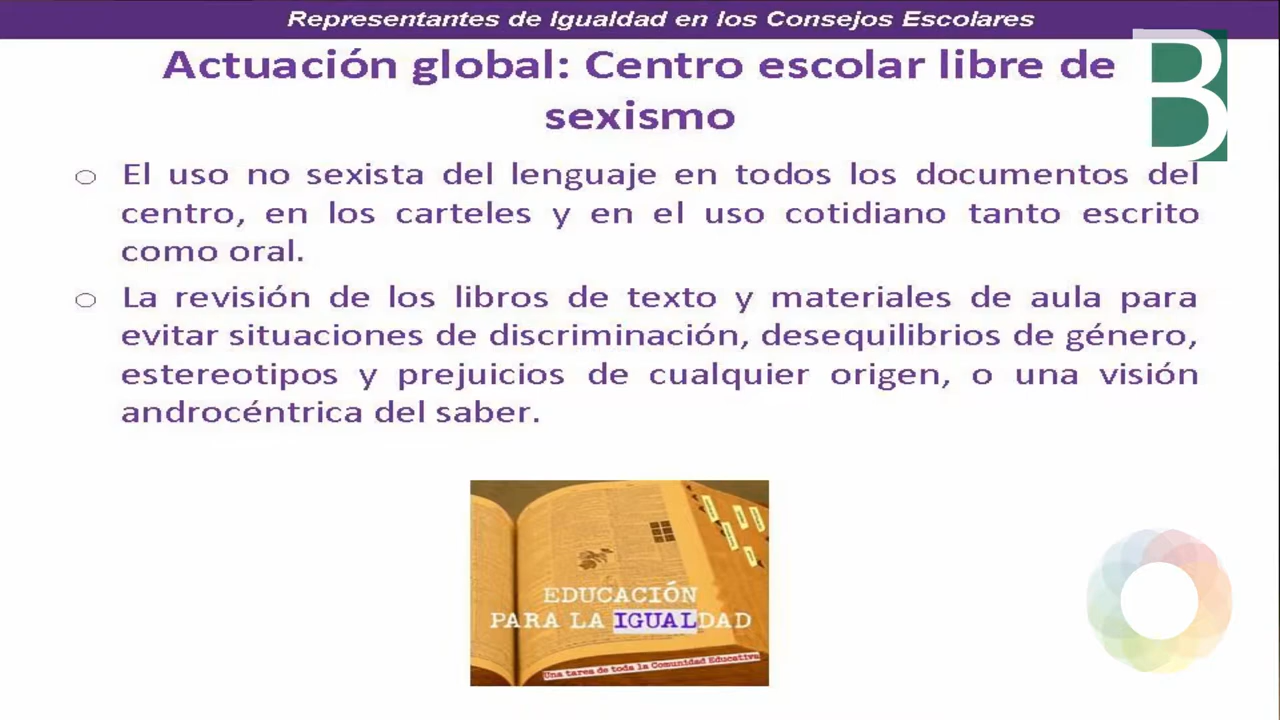 Representantes de Igualdad en los Consejos Escolares
Actuación global: Centro escolar libre de
sexismo
B
El uso no sexista del lenguaje en todos los documentos del
centro, en los carteles y en el uso cotidiano tanto escrito
como oral.
La revisión de los libros de texto y materiales de aula para
evitar situaciones de discriminación, desequilibrios de género,
estereotipos y prejuicios de cualquier origen, o una visión
androcéntrica del saber.
EDUCACIÓN
PARA LA IGUALDAD
Una tarea de toda la Comunidad Educativa